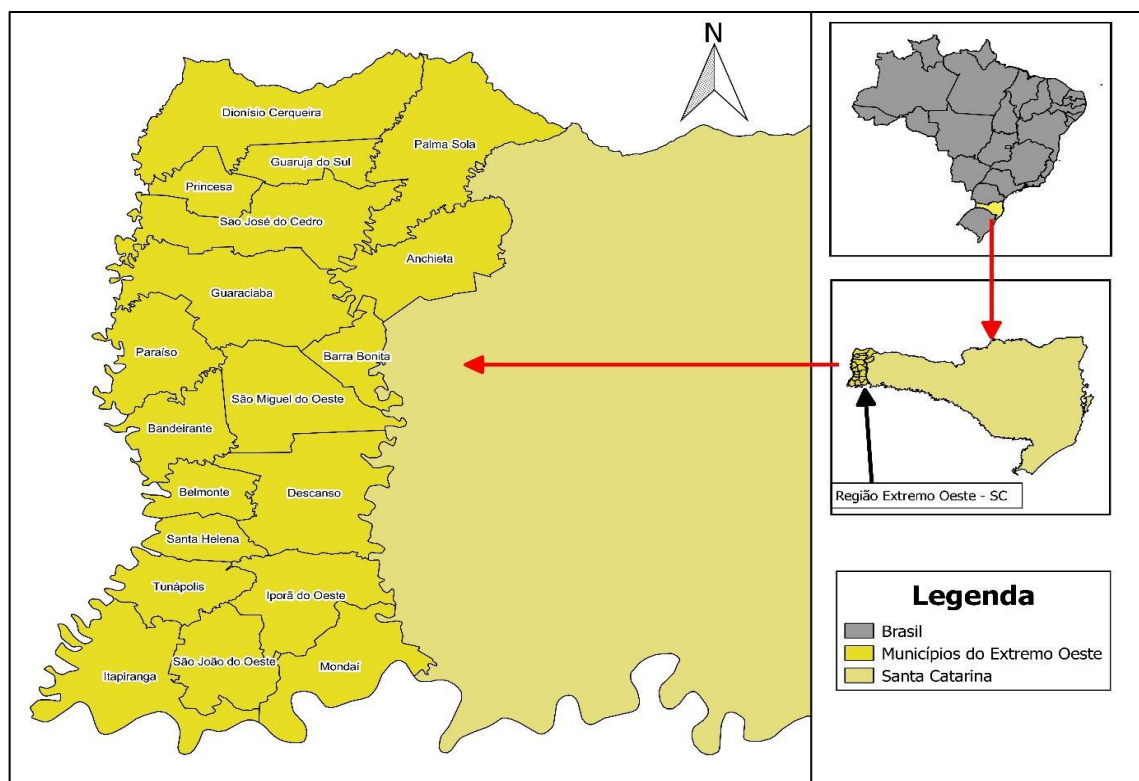 N
Dionísio Cerqueira
Palma Sola
Guaruja do Sul
Princesa
Sao José do Cedro
Anchieta
Guaraciaba
Paraíso
Barra Bonita
São Miguel do Oeste
Bandeirante
Belmonte
Descanso
Santa Helena
Tunápolis
Iporã do Oeste
São João do Oeste
Mondaí
Itapiranga
Região Extremo Oeste - SC
Legenda
Brasil
Municípios do Extremo Oeste
Santa Catarina